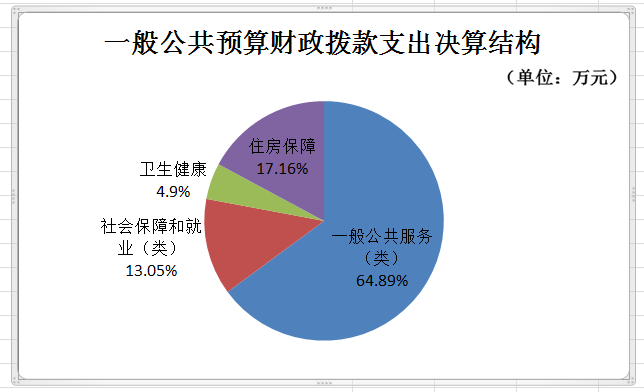 一般公共预算财政拨款支出决算结构
（单位：万元）
住房保障
17.16%
卫生健康
4.9%
社会保障和就
业（类）
13.05%
一般公共服务
（类）
64.89%